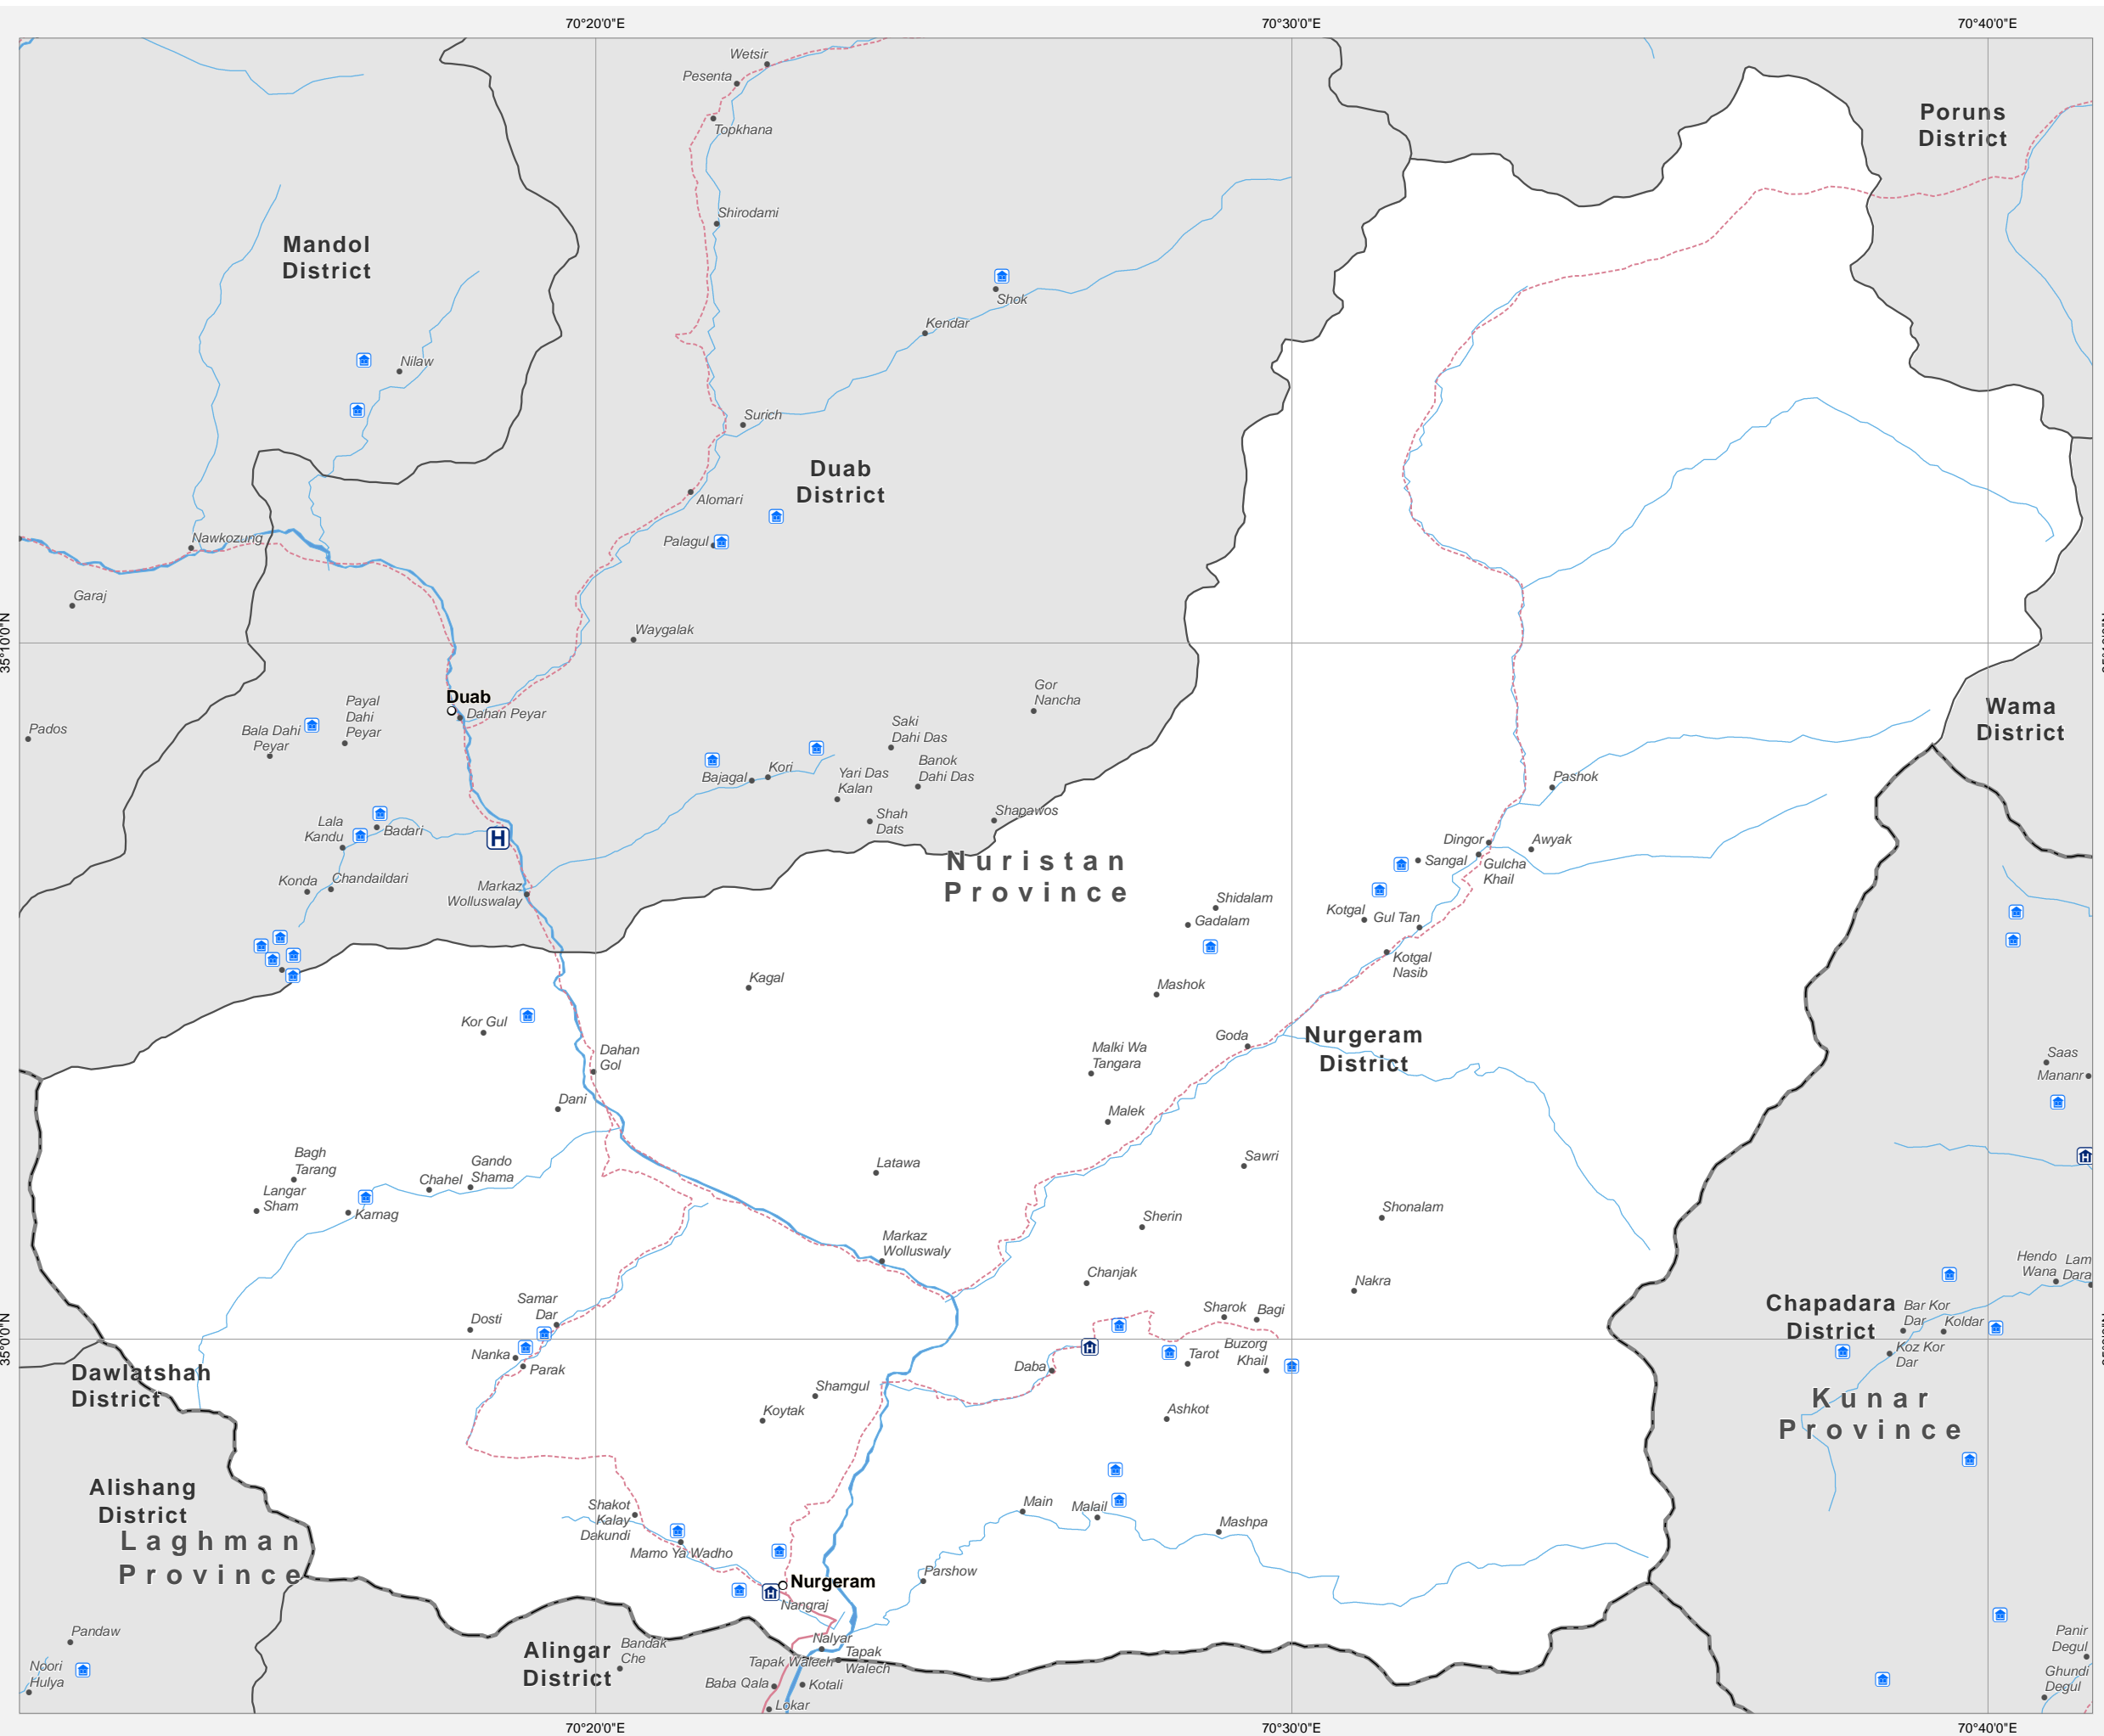 70°20'0"E
70°30'0"E
70°40'0"E
Wetsir
Pesenta
Topkhana
Poruns
District
Shirodami
Mandol
District
Shok
Kendar
Nilaw
Surich
Duab
District
Alomari
Nawkozung
Palagul
Garaj
Waygalak
35°10'0"N
Duab
Dahan Peyar
Gor
Nancha
Payal
Dahi
Peyar
Bala Dahi
Peyar
Pados
Saki
Dahi Das
Wama
District
Banok
Dahi Das
Bajagal
Kori
Yari Das
Kalan
Pashok
Shah
Dats
Shapawos
Lala
Kandu
Badari
H
Dingor
Awyak
Sangal
Gulcha
Khail
Nuristan
Province
Konda
Chandaildari
Markaz
Wolluswalay
Shidalam
Gadalam
Kotgal
Gul Tan
Kotgal
Nasib
Kagal
Mashok
Kor Gul
Goda
Nurgeram
District
Dahan
Gol
Malki Wa
Tangara
Saas
Mananr
Dani
Malek
Bagh
Tarang
Gando
Shama
Chahel
Latawa
Sawri
H
Langar
Sham
Karnag
Sherin
Shonalam
Markaz
Wolluswaly
Chanjak
Nakra
Hendo
Wana
Lam
Dara
Samar
Dar
Dosti
Sharok
Bagi
Chapadara
District
Bar Kor
Dar
Koldar
35°0'0"N
Nanka
Parak
H
Daba
Tarot
Buzorg
Khail
Koz Kor
Dar
Dawlatshah
District
Shamgul
Koytak
Ashkot
Kunar
Province
Alishang
District
Laghman
Province
Shakot
Kalay
Dakundi
Main
Malail
Mashpa
Mamo Ya Wadho
Parshow
H
Nurgeram
Nangraj
Pandaw
Alingar
District
Bandak
Che
Nalyar
Tapak Walech
Tapak
Walech
Panir
Degul
Noori
Hulya
Baba Qala
Kotali
Ghundi
Degul
Lokar
70°20'0"E
70°30'0"E
70°40'0"E